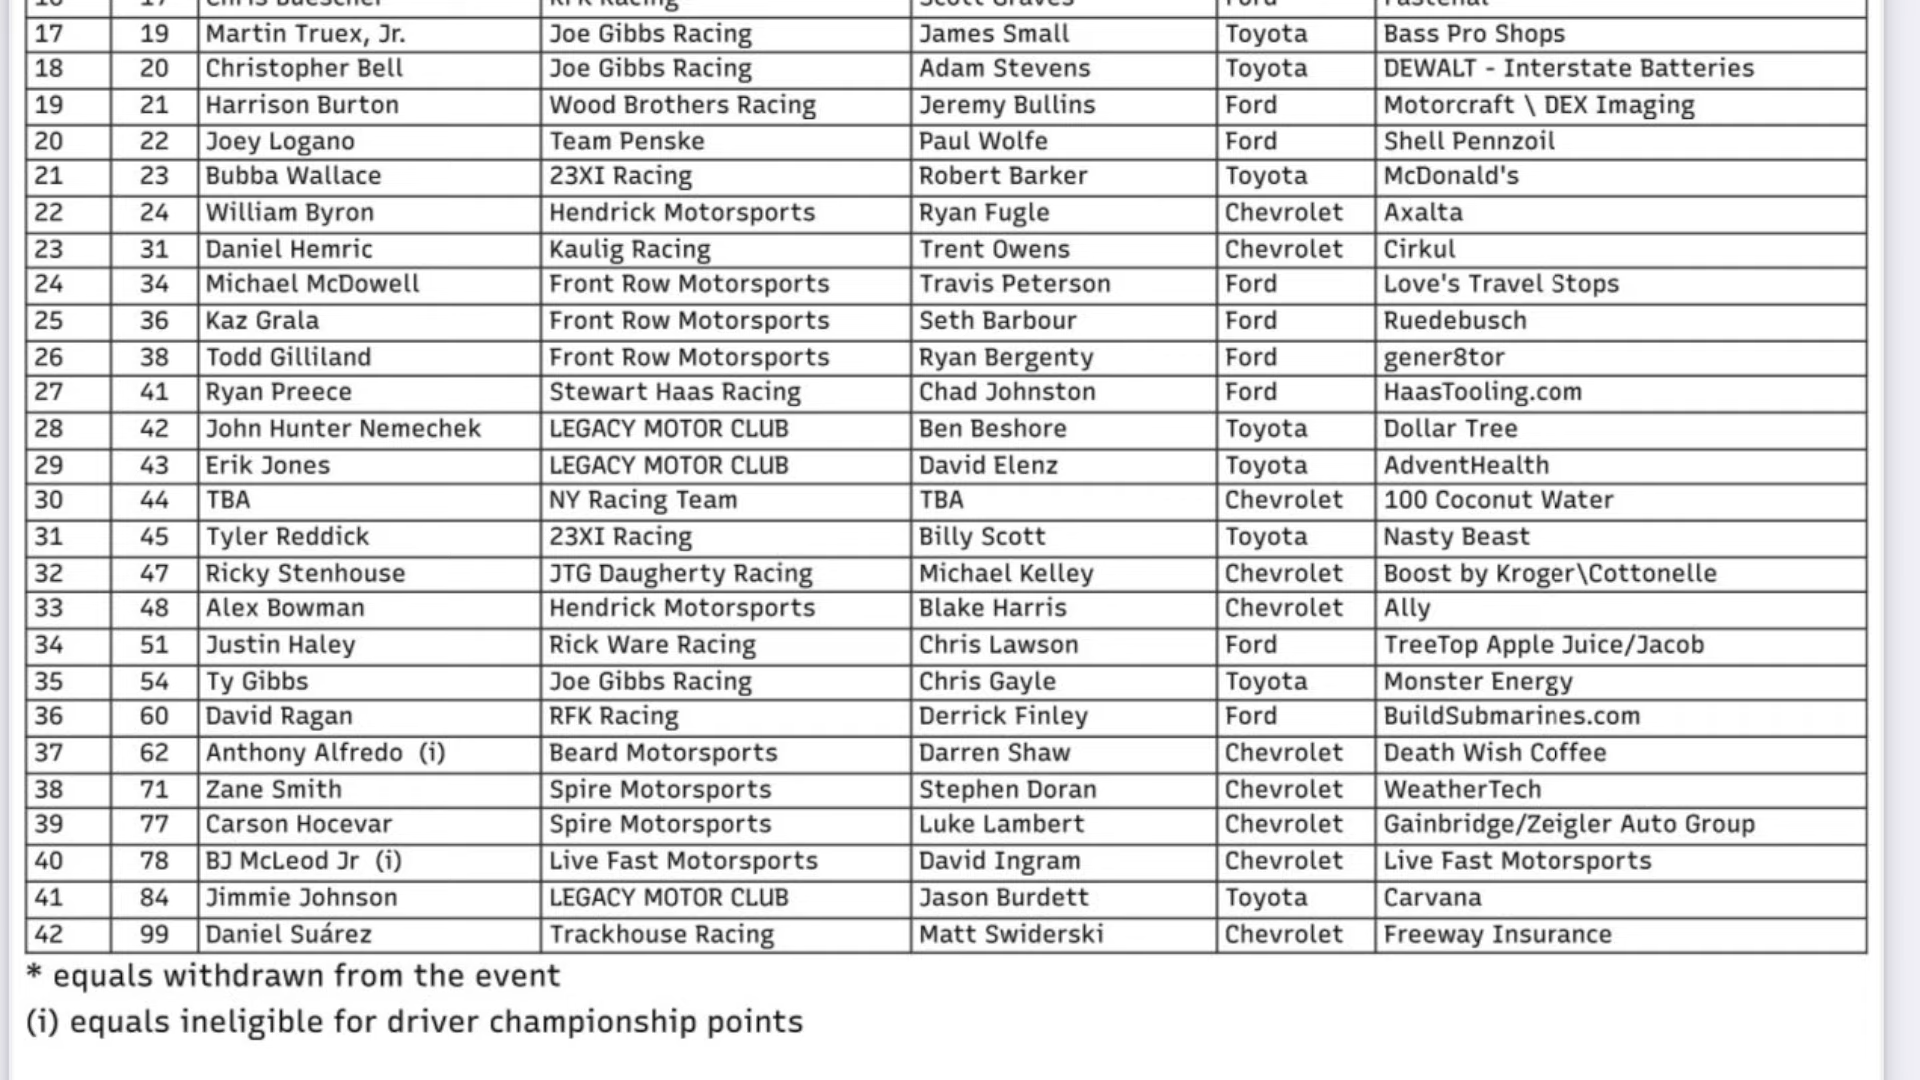 16 17 Chris Buescher RFK Racing Scott Graves Ford Fastenal
17 19 Martin Truex, Jr. Joe Gibbs Racing James Small Toyota Bass Pro Shops
18 20 Christopher Bell Joe Gibbs Racing Adam Stevens Toyota DEWALT - Interstate Batteries
19 21 Harrison Burton Wood Brothers Racing Jeremy Bullins Ford Motorcraft \ DEX Imaging
20 22 Joey Logano Team Penske Paul Wolfe Ford Shell Pennzoil
21 23 Bubba Wallace 23XI Racing Robert Barker Toyota McDonald's
22 24 William Byron Hendrick Motorsports Ryan Fugle Chevrolet Axalta
23 31 Daniel Hemric Kaulig Racing Trent Owens Chevrolet Cirkul
24 34 Michael McDowell Front Row Motorsports Travis Peterson Ford Love's Travel Stops
25 36 Kaz Grala Front Row Motorsports Seth Barbour Ford Ruedebusch
26 38 Todd Gilliland Front Row Motorsports Ryan Bergenty Ford gener8tor
27 41 Ryan Preece Stewart Haas Racing Chad Johnston Ford HaasTooling.com
28 42 John Hunter Nemechek LEGACY MOTOR CLUB Ben Beshore Toyota Dollar Tree
29 43 Erik Jones LEGACY MOTOR CLUB David Elenz Toyota AdventHealth
30 44 TBA NY Racing Team TBA Chevrolet 100 Coconut Water
31 45 Tyler Reddick 23XI Racing Billy Scott Toyota Nasty Beast
32 47 Ricky Stenhouse JTG Daugherty Racing Michael Kelley Chevrolet Boost by Kroger\Cottonelle
33 48 Alex Bowman Hendrick Motorsports Blake Harris Chevrolet Ally
34 51 Justin Haley Rick Ware Racing Chris Lawson Ford TreeTop Apple Juice/Jacob
35 54 Ty Gibbs Joe Gibbs Racing Chris Gayle Toyota Monster Energy
36 60 David Ragan RFK Racing Derrick Finley Ford BuildSubmarines.com
37 62 Anthony Alfredo (i) Beard Motorsports Darren Shaw Chevrolet Death Wish Coffee
38 71 Zane Smith Spire Motorsports Stephen Doran Chevrolet WeatherTech
39 77 Carson Hocevar Spire Motorsports Luke Lambert Chevrolet Gainbridge/Zeigler Auto Group
40 78 BJ McLeod Jr (i) Live Fast Motorsports David Ingram Chevrolet Live Fast Motorsports
41 84 Jimmie Johnson LEGACY MOTOR CLUB Jason Burdett Toyota Carvana
42 99 Daniel Suárez Trackhouse Racing Matt Swiderski Chevrolet Freeway Insurance
* equals withdrawn from the event
(i) equals ineligible for driver championship points